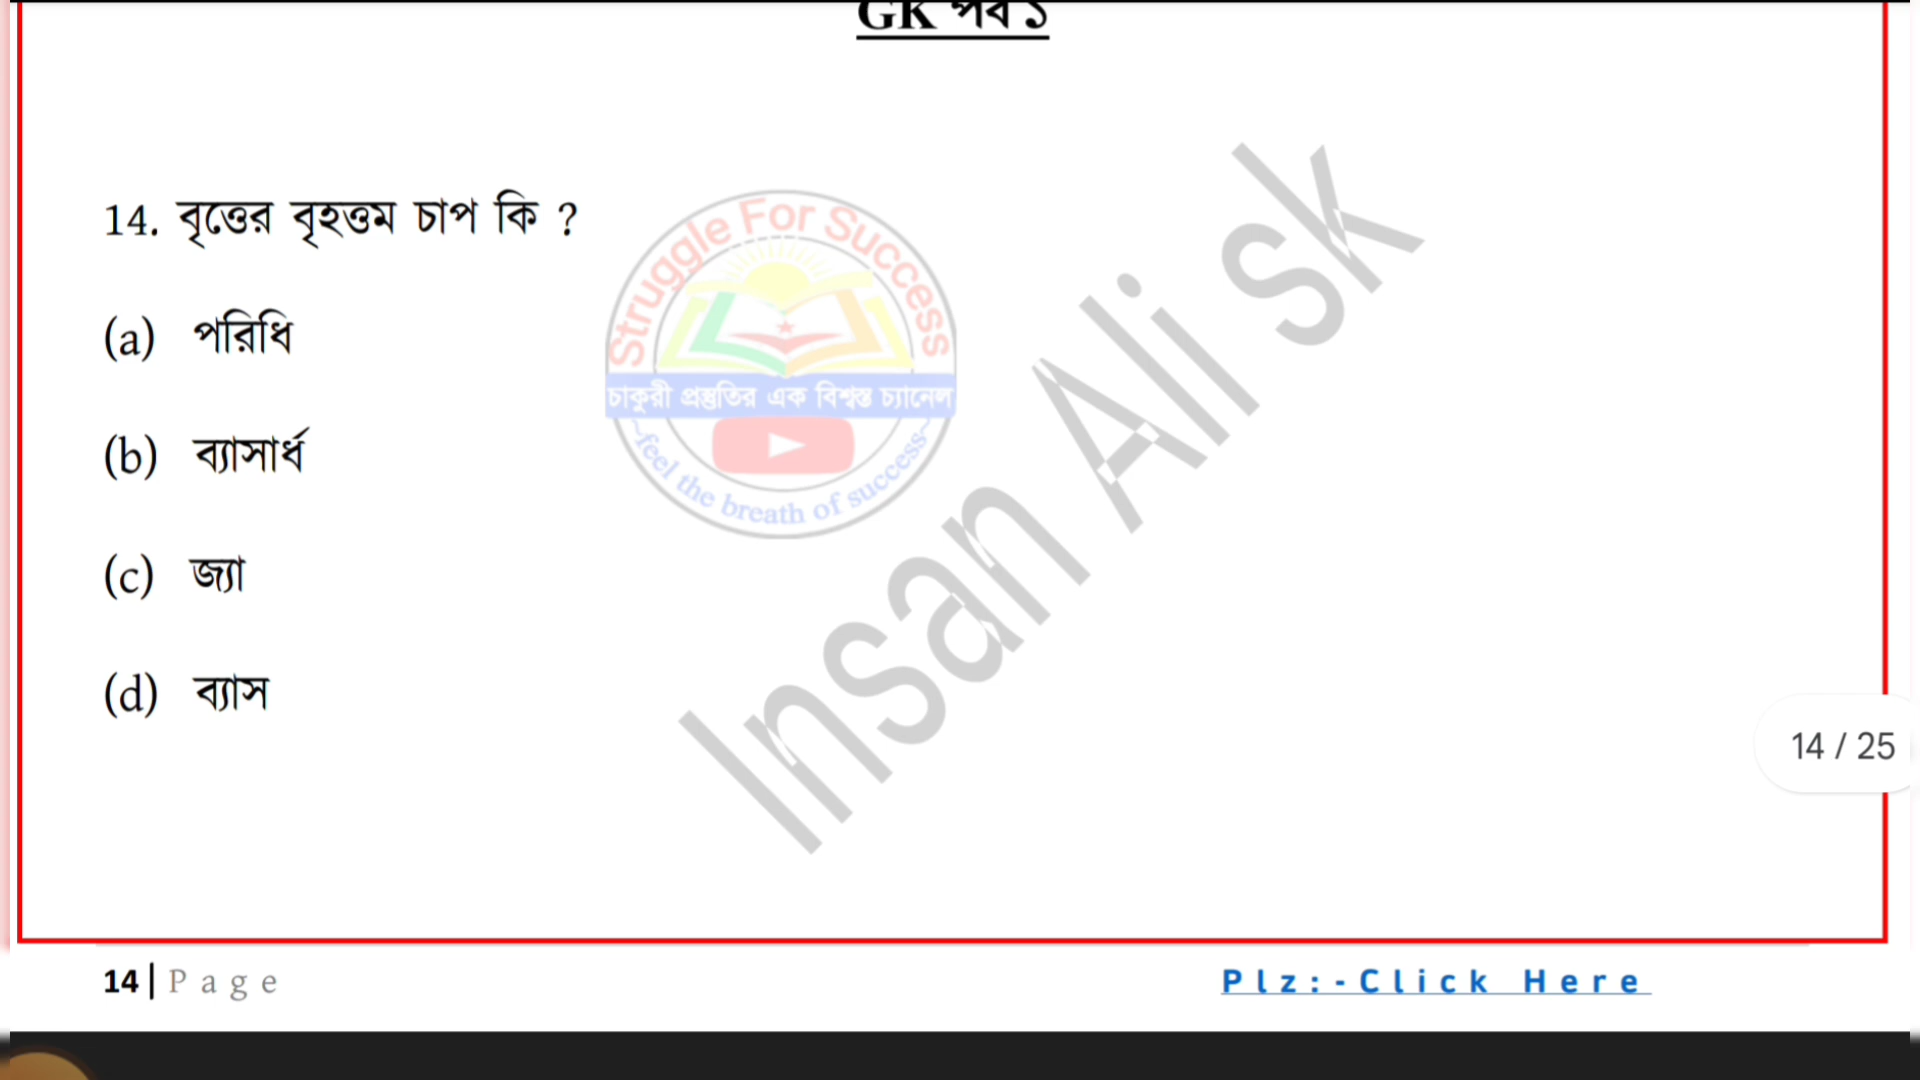 GK পর্ব ১
14. বৃত্তের বৃহত্তম চাপ কি ?
Struggle For Success
(a) পরিধি
চাকুরী প্রস্তুতির এক বিশ্বস্ত চ্যানেল
(b) ব্যাসার্ধ
~feel the breath of success~
(c) জ্যা
(d) ব্যাস
Insan Ali sk
14 / 25
14 | Page
Plz:-Click Here